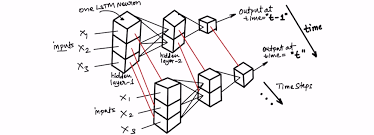 one LSTM Neuron
Output at
time="t-1"
time
inputs
X1
X2
X3
hidden
layer-1
hidden
layer-2
Output at
time= "t"
Time Steps
inputs
X1
X2
X3